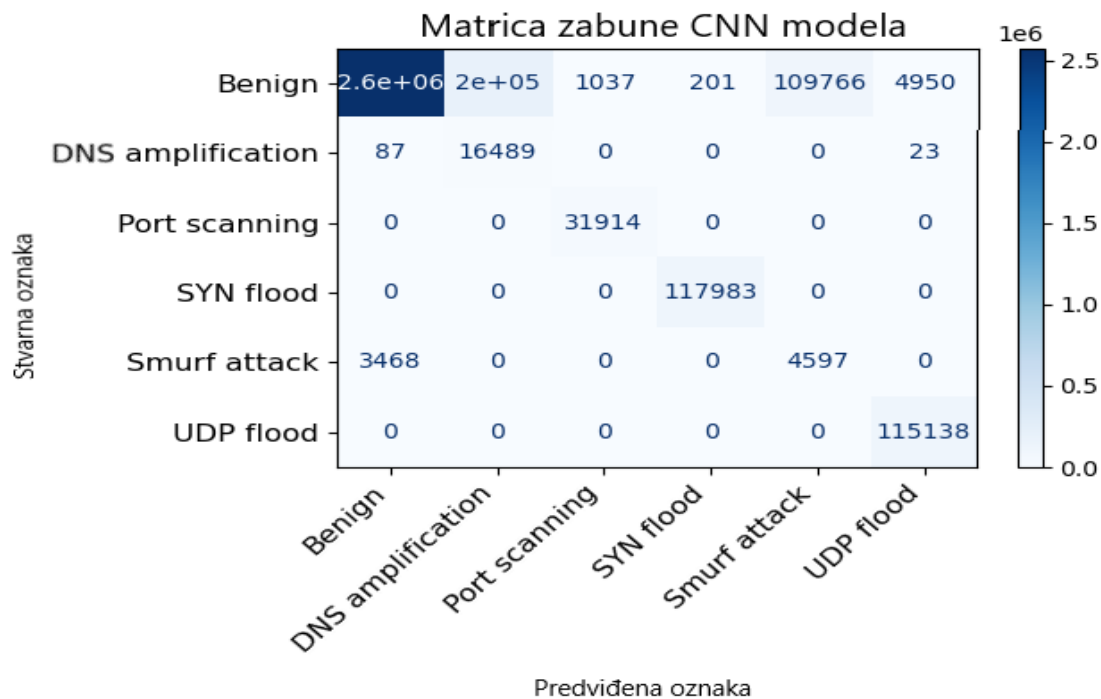 Matrica zabune CNN modela
1e6
Benign 2.6e+06 2e+05 1037 201 109766 4950
DNS amplification 87 16489 0 0 0 23
Port scanning 0 0 31914 0 0 0
SYN flood 0 0 0 117983 0 0
Smurf attack 3468 0 0 0 4597 0
UDP flood 0 0 0 0 0 115138
Stvarna oznaka
Benign
DNS amplification
Port scanning
SYN flood
Smurf attack
UDP flood
Predviđena oznaka
2.5
2.0
1.5
1.0
0.5
0.0